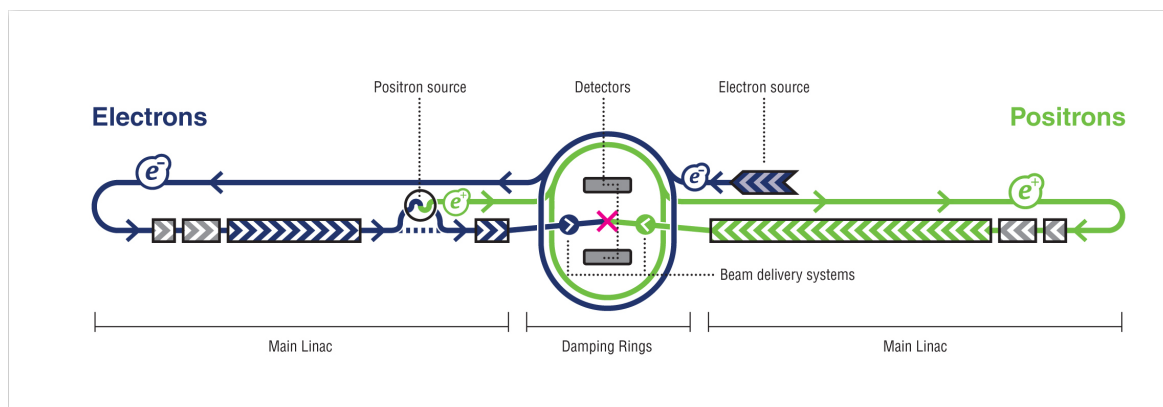 Positron source
Detectors
Electron source
Electrons
Positrons
e-
e-
e+
e+
Beam delivery systems
Main Linac
Damping Rings
Main Linac